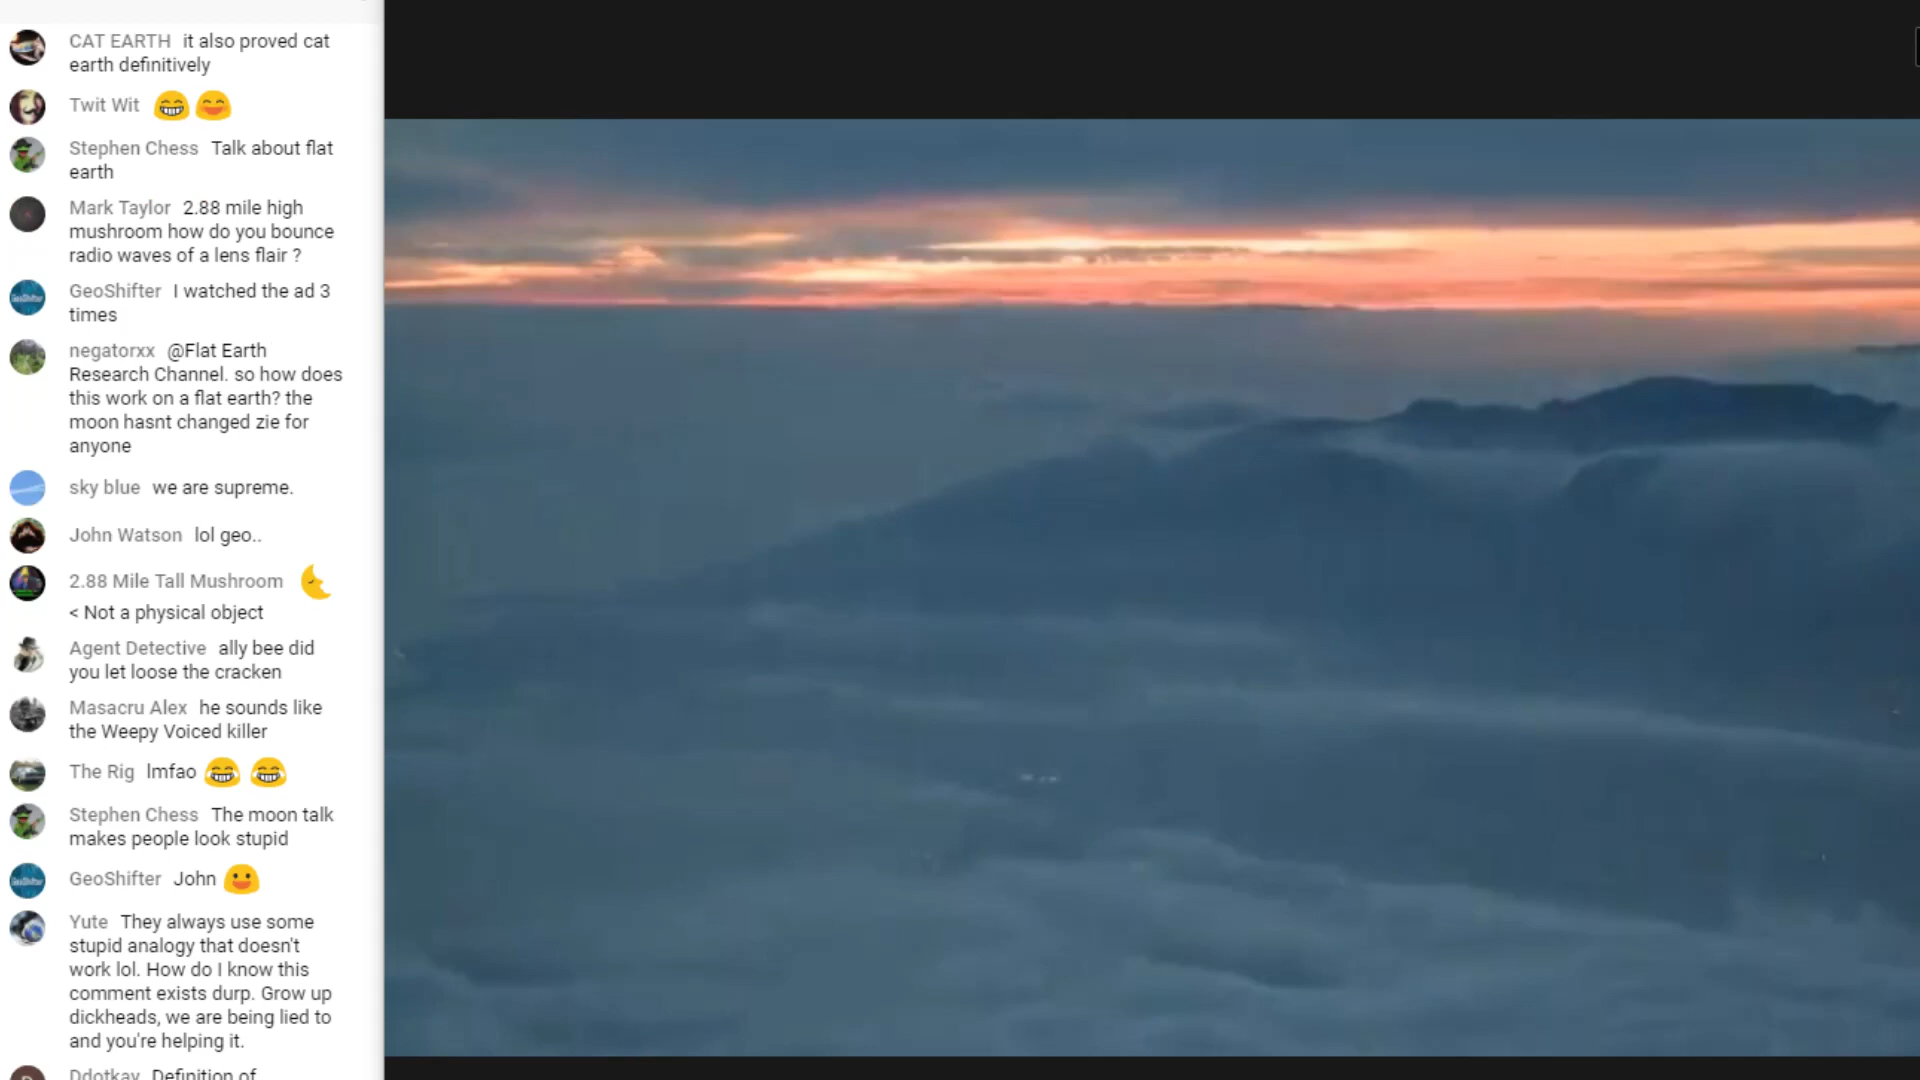 CAT EARTH it also proved cat
earth definitively
Twit Wit
Stephen Chess Talk about flat
earth
Mark Taylor 2.88 mile high
mushroom how do you bounce
radio waves of a lens flair ?
GeoShifter I watched the ad 3
times
negatorxx @Flat Earth
Research Channel. so how does
this work on a flat earth? the
moon hasnt changed zie for
anyone
sky blue we are supreme.
John Watson lol geo..
2.88 Mile Tall Mushroom
< Not a physical object
Agent Detective ally bee did
you let loose the cracken
Masacru Alex he sounds like
the Weepy Voiced killer
The Rig lmfao
Stephen Chess The moon talk
makes people look stupid
GeoShifter John
Yute They always use some
stupid analogy that doesn't
work lol. How do I know this
comment exists durp. Grow up
dickheads, we are being lied to
and you're helping it.
Ddotkay Definition of